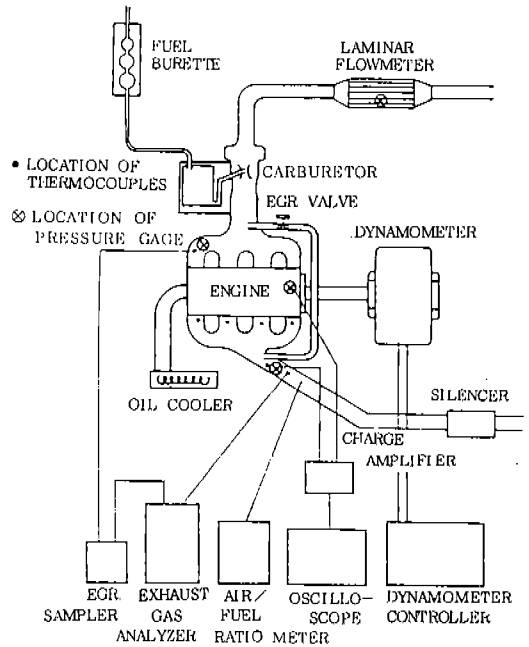 FUEL
BURETTE
LAMINAR
FLOWMETER
• LOCATION OF
THERMOCOUPLES
CARBURETOR
EGR VALVE
⊗ LOCATION OF
PRESSURE GAGE
DYNAMOMETER
ENGINE
OIL COOLER
SILENCER
CHARGE
AMPLIFIER
EGR
SAMPLER
EXHAUST
GAS
ANALYZER
AIR/
FUEL
RATIO METER
OSCILLO-
SCOPE
DYNAMOMETER
CONTROLLER